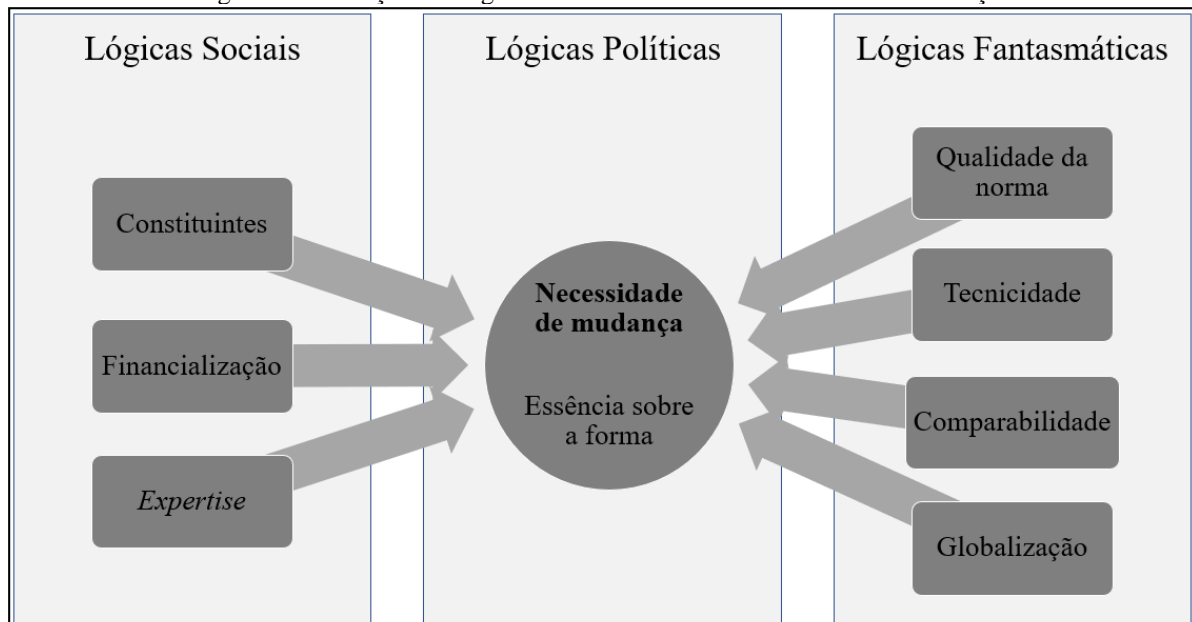 Lógicas Sociais
Constituintes
Financialização
Expertise
Lógicas Políticas
Necessidade
de mudança
Essência sobre
a forma
Lógicas Fantasmáticas
Qualidade da
norma
Tecnicidade
Comparabilidade
Globalização